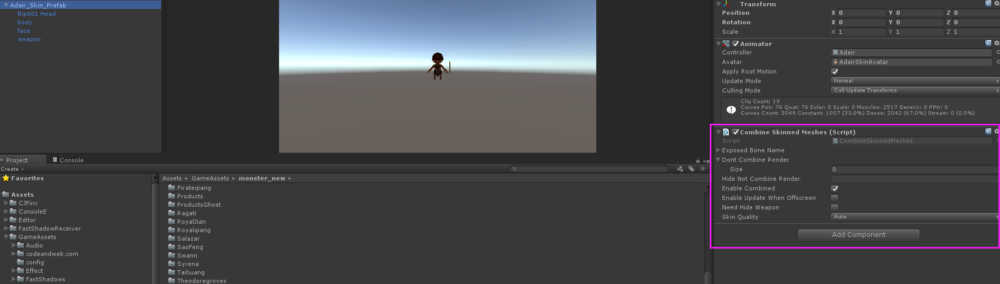 Adair_Skin_Prefab
Bip001 Head
body
face
weapon
Project
Console
Create
Favorites
Assets
CJFinc
ConsoleE
Editor
FastShadowReceiver
GameAssets
Audio
codeandweb.com
config
Effect
FastShadows
Assets ▸ GameAssets ▸ monster_new ▸
Pirateqiang
Products
ProductsGhost
Ragati
RoyalJian
Royalqiang
Salazar
SaoFeng
Swann
Syrena
Taihuang
Theodoregroves
Transform
Position X 0 Y 0 Z 0
Rotation X 0 Y 0 Z 0
Scale X 1 Y 1 Z 1
Animator
Controller Adair
Avatar AdairSkinAvatar
Apply Root Motion
Update Mode Normal
Culling Mode Cull Update Transforms
Clip Count: 19
Curves Pos: 76 Quat: 76 Euler: 0 Scale: 0 Muscles: 2517 Generic: 0 PPtr: 0
Curves Count: 3049 Constant: 1007 (33.0%) Dense: 2042 (67.0%) Stream: 0 (0.0%)
Combine Skinned Meshes (Script)
Script CombineSkinnedMeshes
Exposed Bone Name
Dont Combine Render
Size 0
Hide Not Combine Render
Enable Combined
Enable Update When Offscreen
Need Hide Weapon
Skin Quality Auto
Add Component